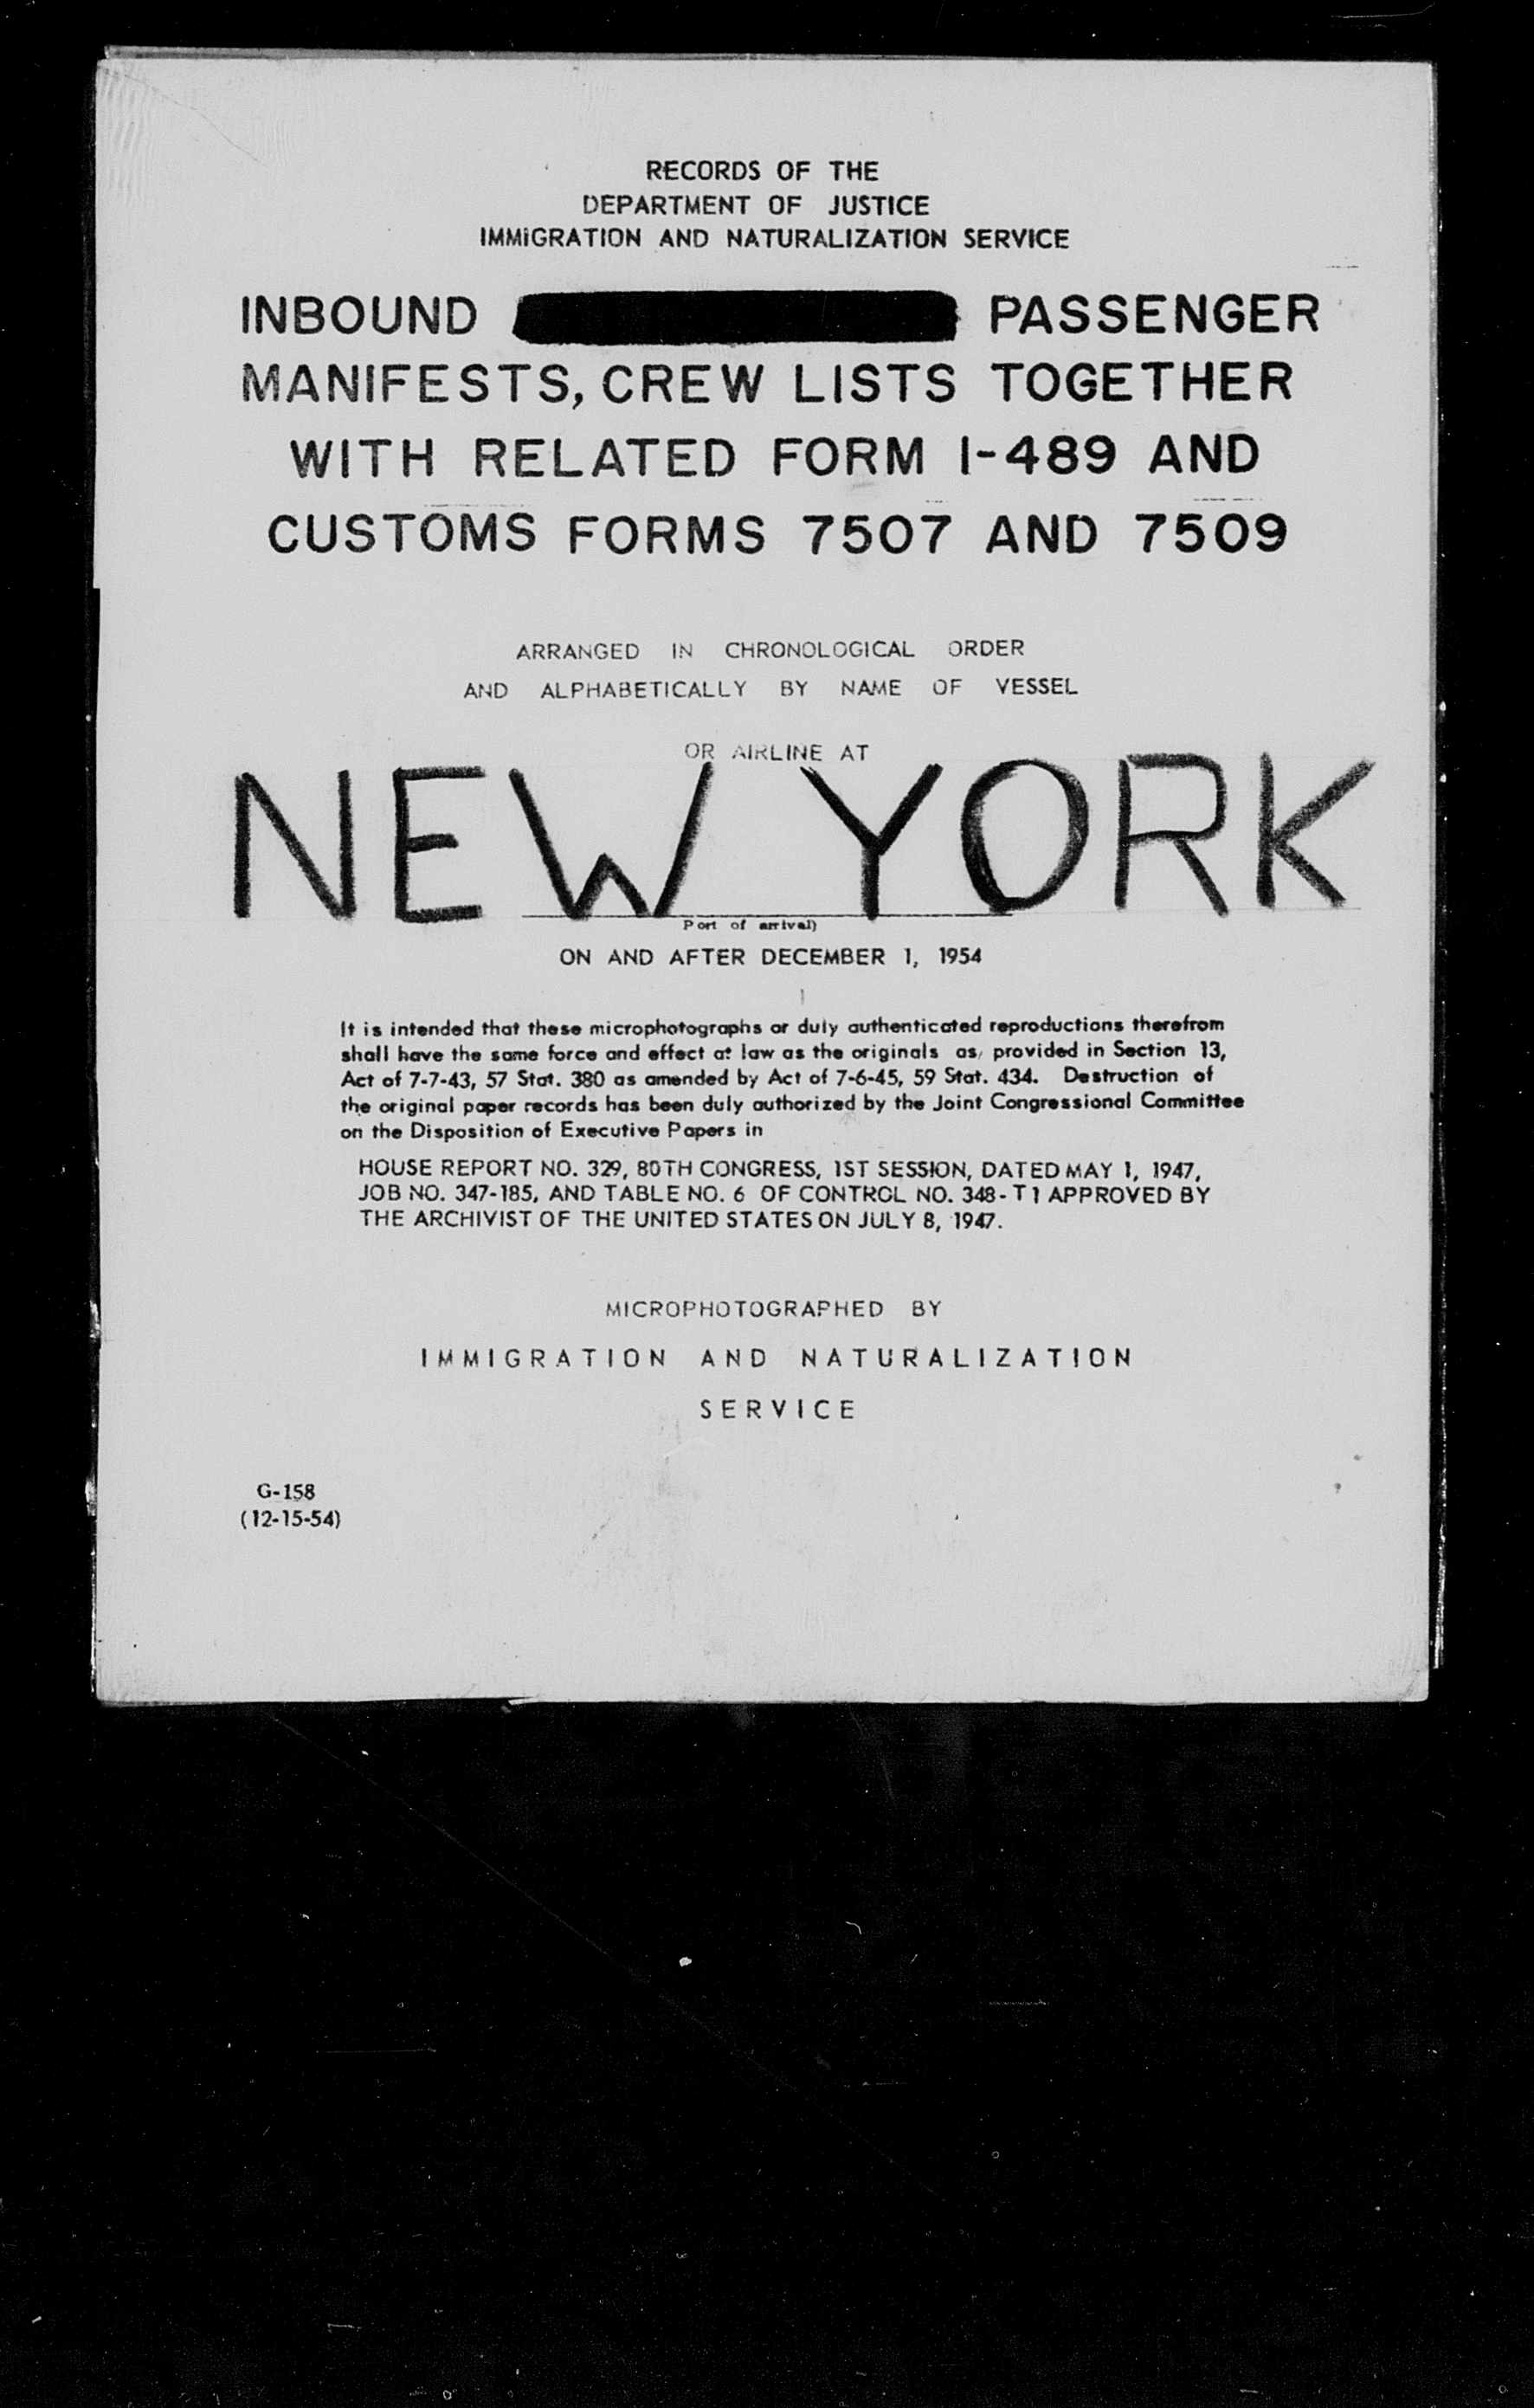 RECORDS OF THE
DEPARTMENT OF JUSTICE
IMMIGRATION AND NATURALIZATION SERVICE
INBOUND PASSENGER
MANIFESTS, CREW LISTS TOGETHER
WITH RELATED FORM I-489 AND
CUSTOMS FORMS 7507 AND 7509
ARRANGED IN CHRONOLOGICAL ORDER
AND ALPHABETICALLY BY NAME OF VESSEL
OR AIRLINE AT
NEW YORK
Port of arrival)
ON AND AFTER DECEMBER 1, 1954
It is intended that these microphotographs or duly authenticated reproductions therefrom
shall have the same force and effect at law as the originals as, provided in Section 13,
Act of 7-7-43, 57 Stat. 380 as amended by Act of 7-6-45, 59 Stat. 434. Destruction of
the original paper records has been duly authorized by the Joint Congressional Committee
on the Disposition of Executive Papers in
HOUSE REPORT NO. 329, 80TH CONGRESS, 1ST SESSION, DATED MAY 1, 1947,
JOB NO. 347-185, AND TABLE NO. 6 OF CONTROL NO. 348-T1 APPROVED BY
THE ARCHIVIST OF THE UNITED STATES ON JULY 8, 1947.
MICROPHOTOGRAPHED BY
IMMIGRATION AND NATURALIZATION
SERVICE
G-158
(12-15-54)